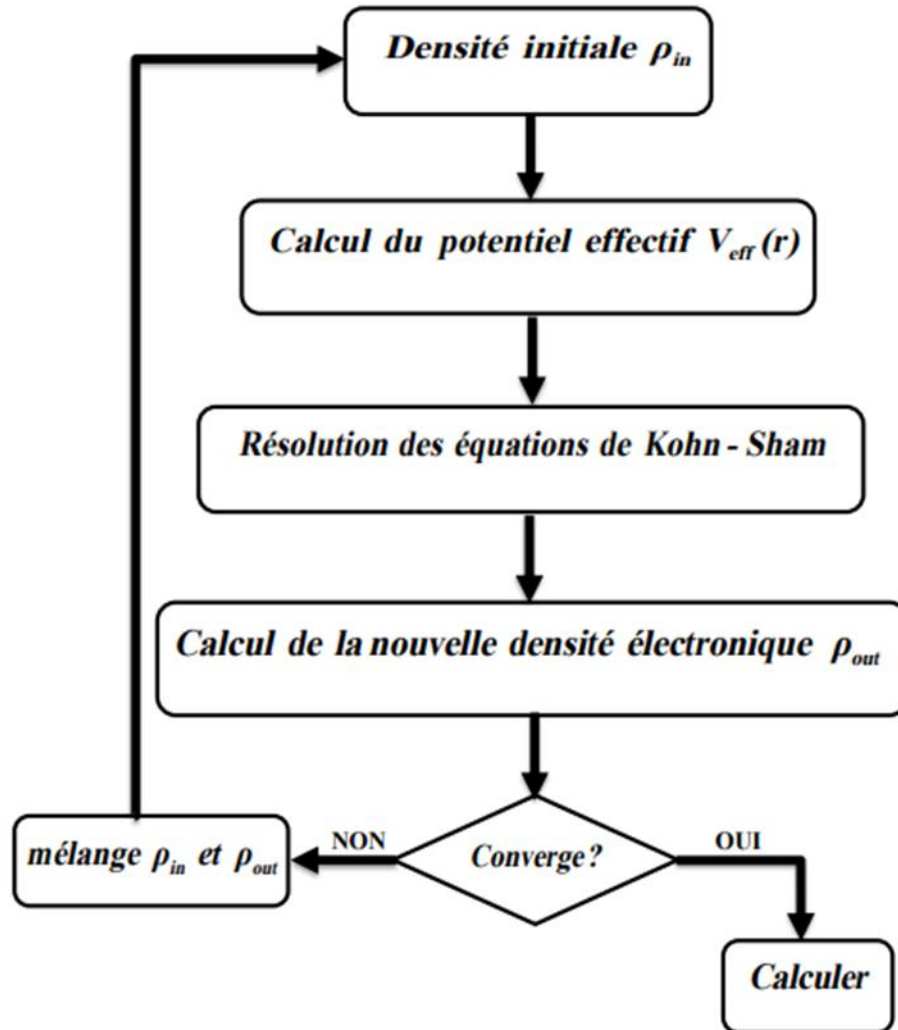 Densité initiale ρin
Calcul du potentiel effectif Veff(r)
Résolution des équations de Kohn - Sham
Calcul de la nouvelle densité électronique ρout
mélange ρin et ρout
NON
Converge ?
OUI
Calculer